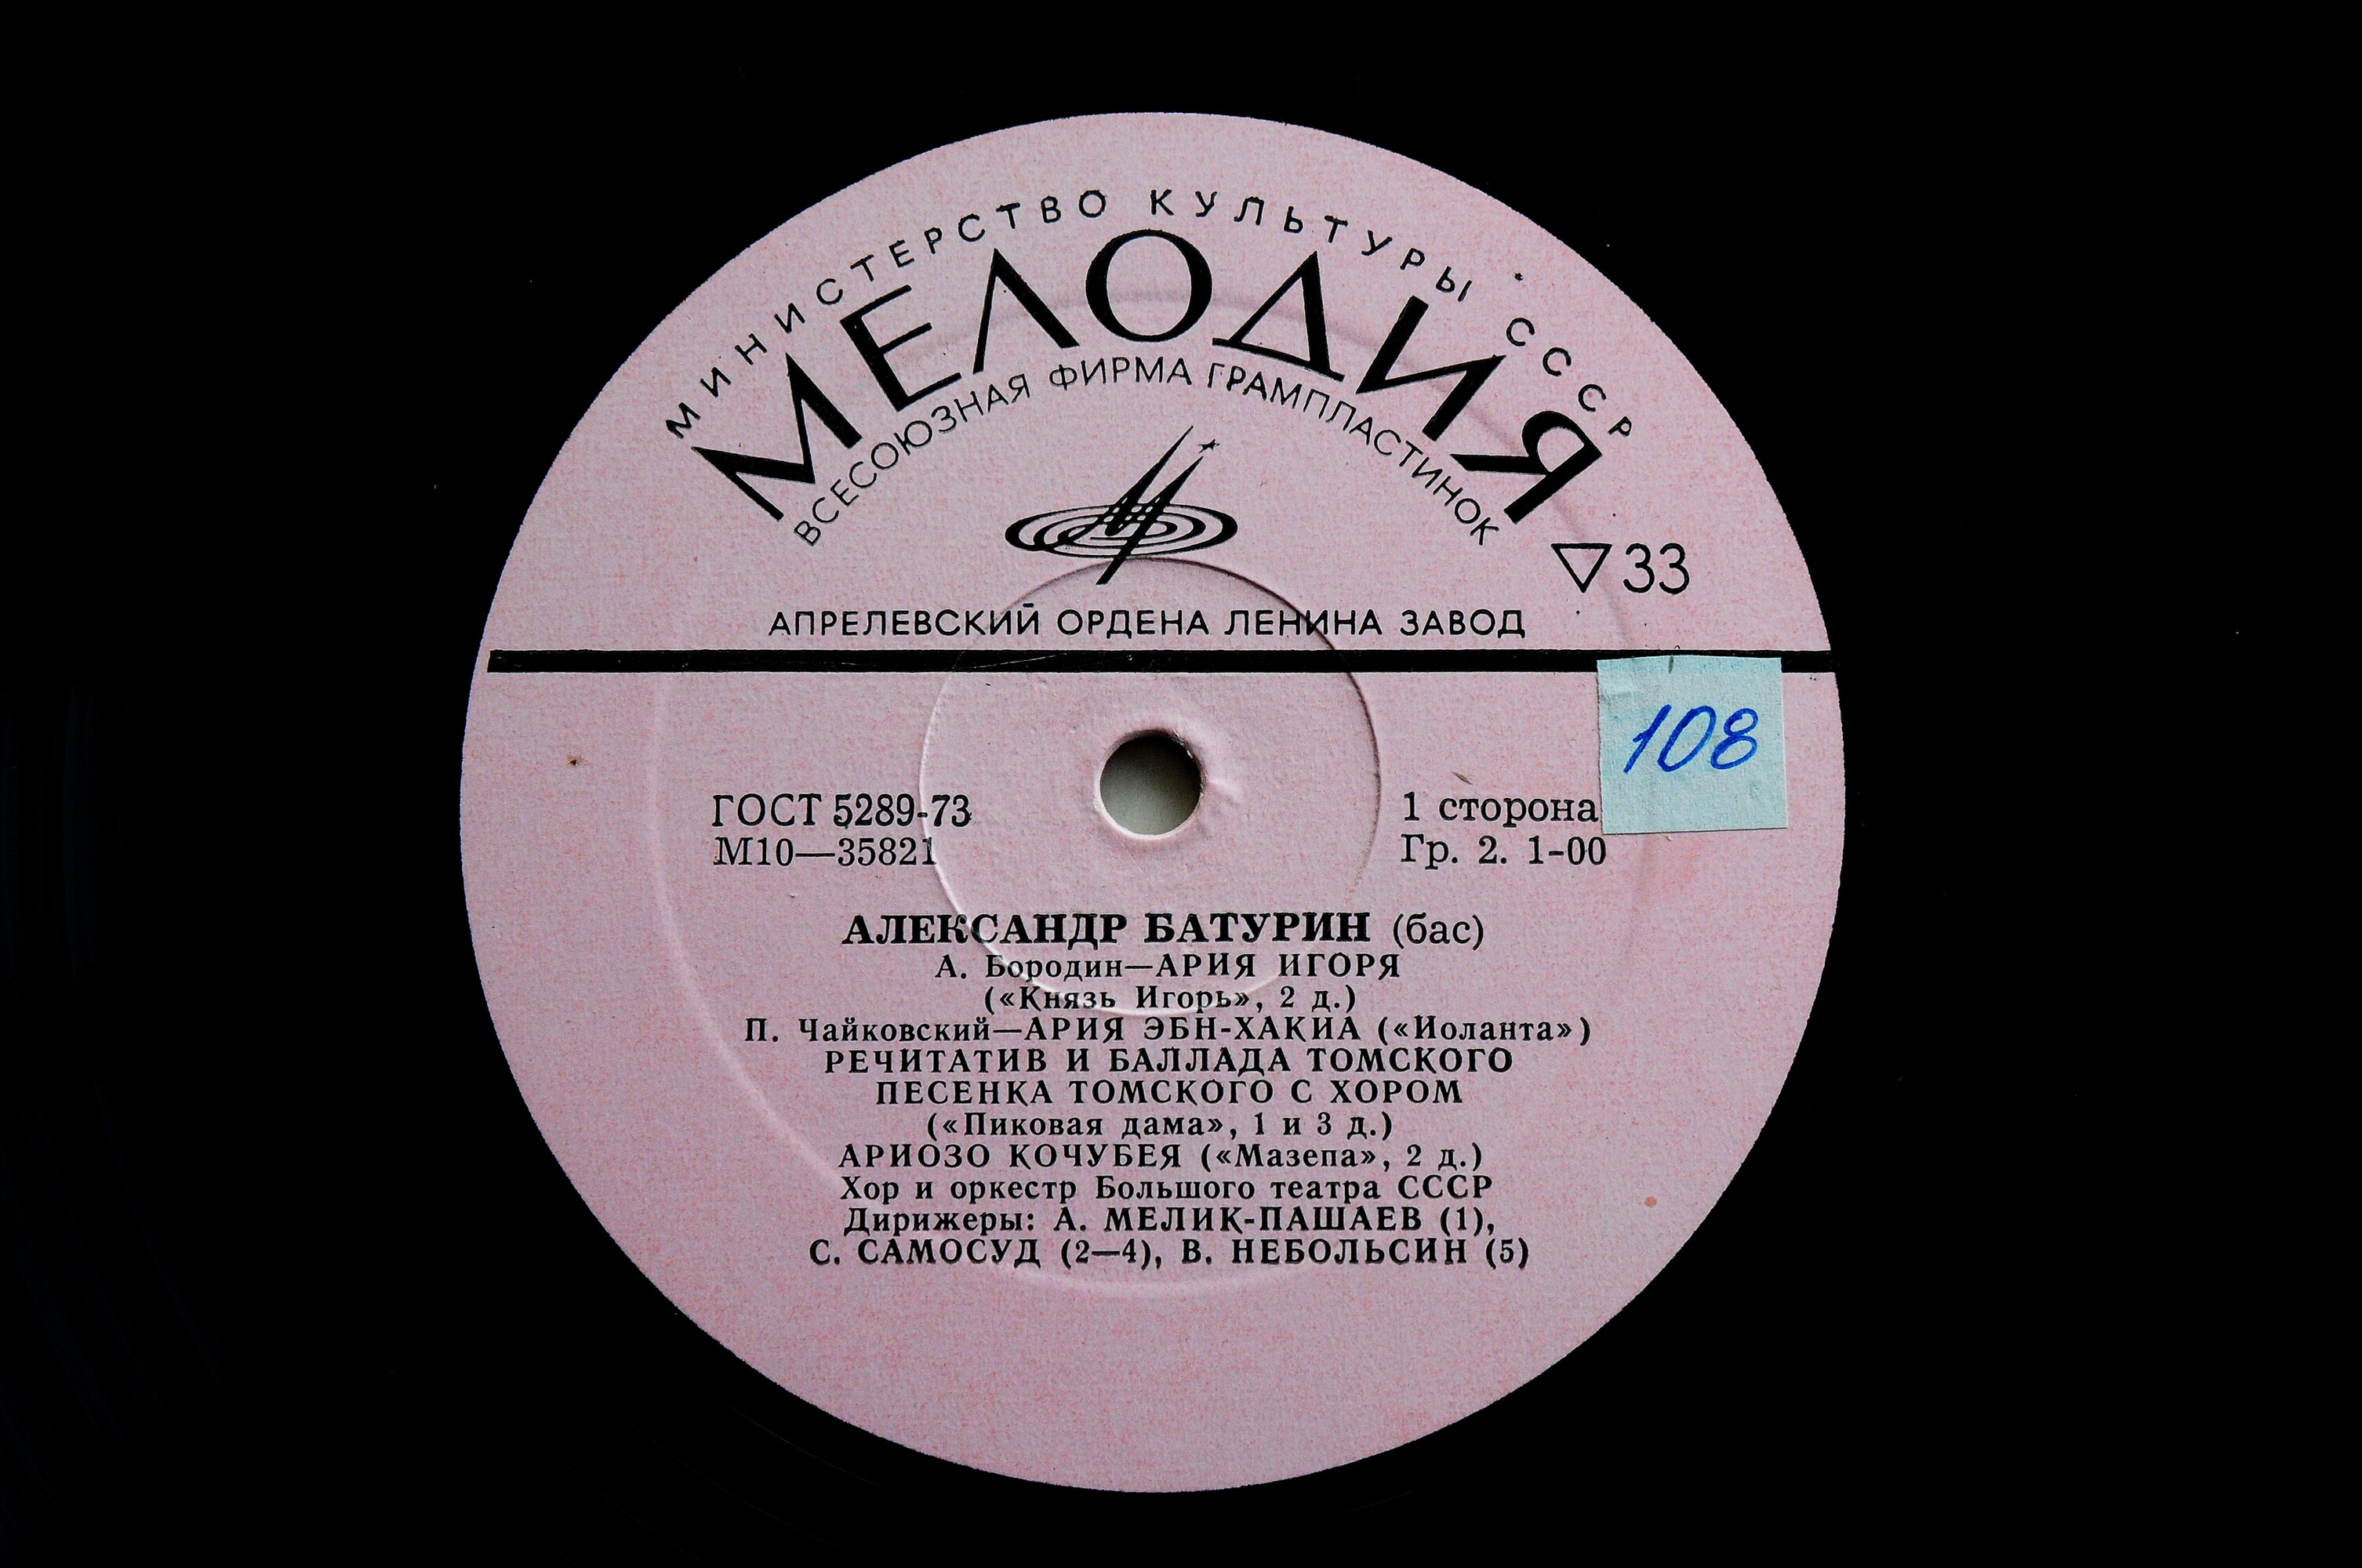 МИНИСТЕРСТВО КУЛЬТУРЫ СССР
МЕЛОДИЯ
ВСЕСОЮЗНАЯ ФИРМА ГРАМПЛАСТИНОК
▽33
АПРЕЛЕВСКИЙ ОРДЕНА ЛЕНИНА ЗАВОД
108
ГОСТ 5289-73
1 сторона
М10—35821
Гр. 2. 1-00
АЛЕКСАНДР БАТУРИН (бас)
А. Бородин—АРИЯ ИГОРЯ
(«Князь Игорь», 2 д.)
П. Чайковский—АРИЯ ЭБН-ХАКИА («Иоланта»)
РЕЧИТАТИВ И БАЛЛАДА ТОМСКОГО
ПЕСЕНКА ТОМСКОГО С ХОРОМ
(«Пиковая дама», 1 и 3 д.)
АРИОЗО КОЧУБЕЯ («Мазепа», 2 д.)
Хор и оркестр Большого театра СССР
Дирижеры: А. МЕЛИК-ПАШАЕВ (1),
С. САМОСУД (2—4), В. НЕБОЛЬСИН (5)